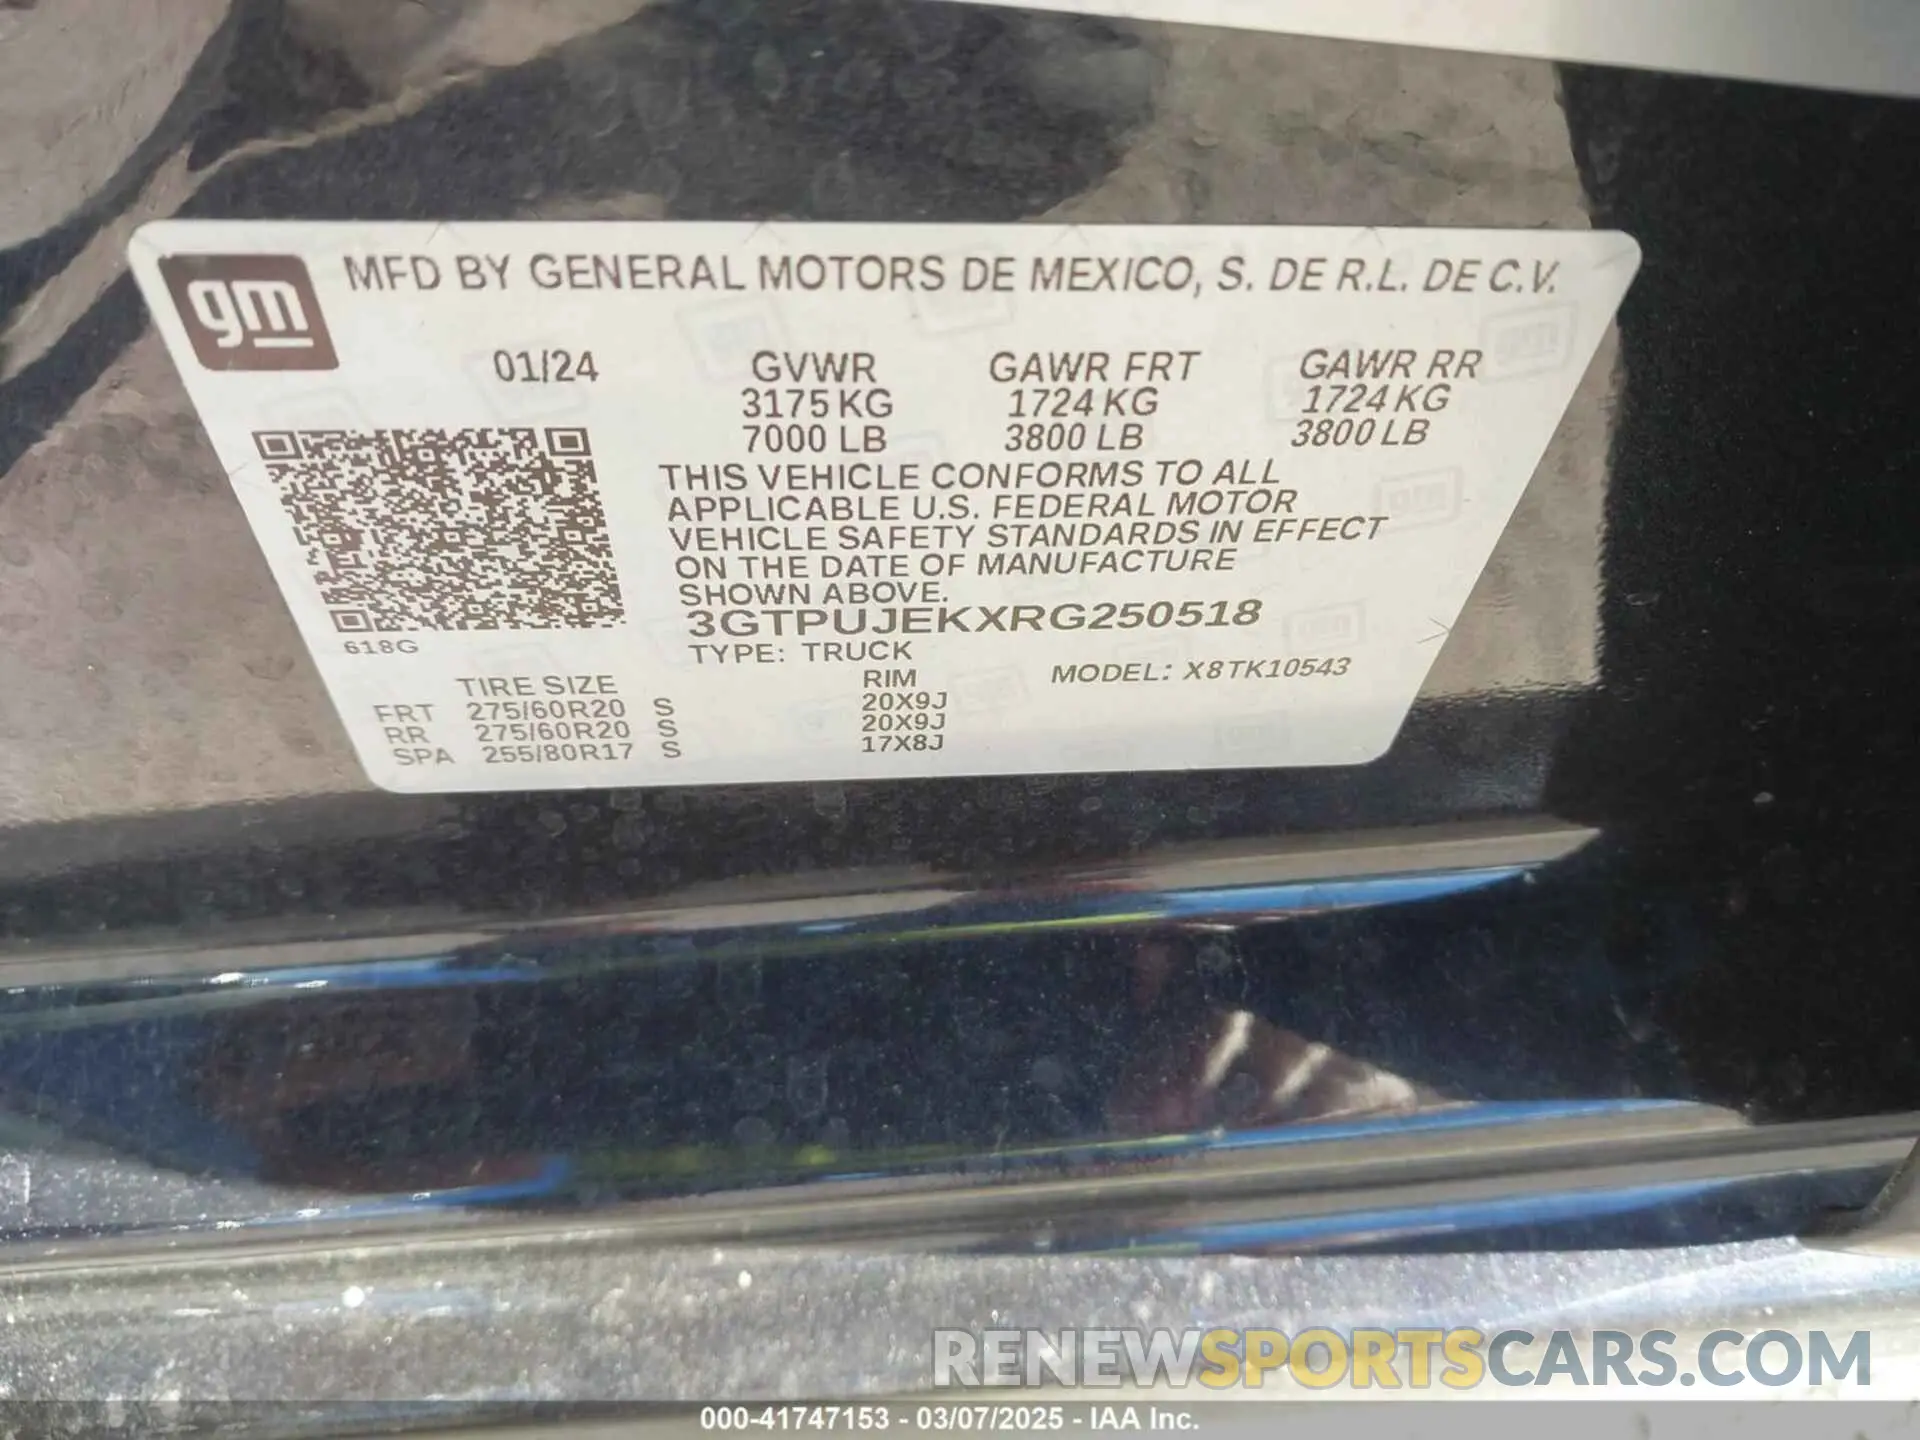 gm
MFD BY GENERAL MOTORS DE MEXICO, S. DE R.L. DE C.V.
01/24 GVWR GAWR FRT GAWR RR
3175 KG 1724 KG 1724 KG
7000 LB 3800 LB 3800 LB
THIS VEHICLE CONFORMS TO ALL
APPLICABLE U.S. FEDERAL MOTOR
VEHICLE SAFETY STANDARDS IN EFFECT
ON THE DATE OF MANUFACTURE
SHOWN ABOVE.
3GTPUJEKXRG250518
618G
TYPE: TRUCK
MODEL: X8TK10543
TIRE SIZE RIM
FRT 275/60R20 S 20X9J
RR 275/60R20 S 20X9J
SPA 255/80R17 S 17X8J
RENEWSPORTSCARS.COM
000-41747153 - 03/07/2025 - IAA Inc.